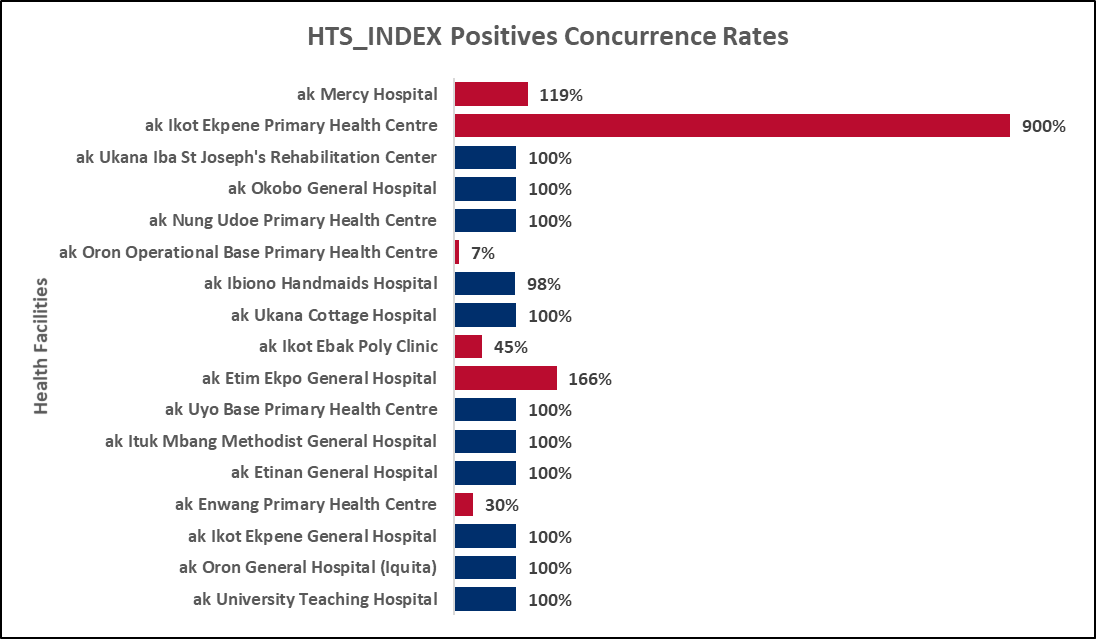 HTS_INDEX Positives Concurrence Rates
Health Facilities
ak Mercy Hospital 119%
ak Ikot Ekpene Primary Health Centre 900%
ak Ukana Iba St Joseph's Rehabilitation Center 100%
ak Okobo General Hospital 100%
ak Nung Udoe Primary Health Centre 100%
ak Oron Operational Base Primary Health Centre 7%
ak Ibiono Handmaids Hospital 98%
ak Ukana Cottage Hospital 100%
ak Ikot Ebak Poly Clinic 45%
ak Etim Ekpo General Hospital 166%
ak Uyo Base Primary Health Centre 100%
ak Ituk Mbang Methodist General Hospital 100%
ak Etinan General Hospital 100%
ak Enwang Primary Health Centre 30%
ak Ikot Ekpene General Hospital 100%
ak Oron General Hospital (Iquita) 100%
ak University Teaching Hospital 100%